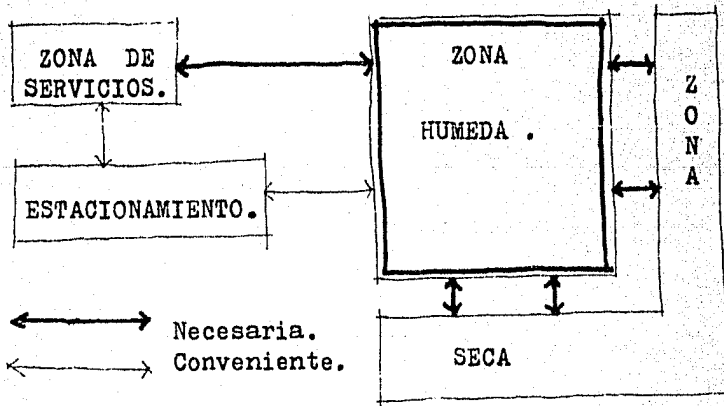 ZONA DE
SERVICIOS.
ESTACIONAMIENTO.
ZONA
HUMEDA .
Z
O
N
A
SECA
Necesaria.
Conveniente.